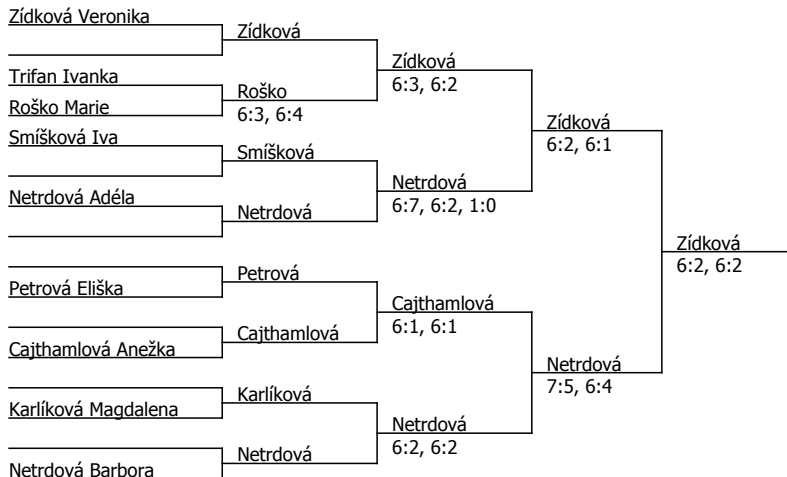 Zídková Veronika
Trifan Ivanka
Roško Marie
Smíšková Iva
Netrdová Adéla
Petrová Eliška
Cajthamlová Anežka
Karlíková Magdalena
Netrdová Barbora
Zídková
Roško
6:3, 6:4
Smíšková
Netrdová
Petrová
Cajthamlová
Karlíková
Netrdová
Zídková
6:3, 6:2
Netrdová
6:7, 6:2, 1:0
Cajthamlová
6:1, 6:1
Netrdová
6:2, 6:2
Zídková
6:2, 6:1
Netrdová
7:5, 6:4
Zídková
6:2, 6:2